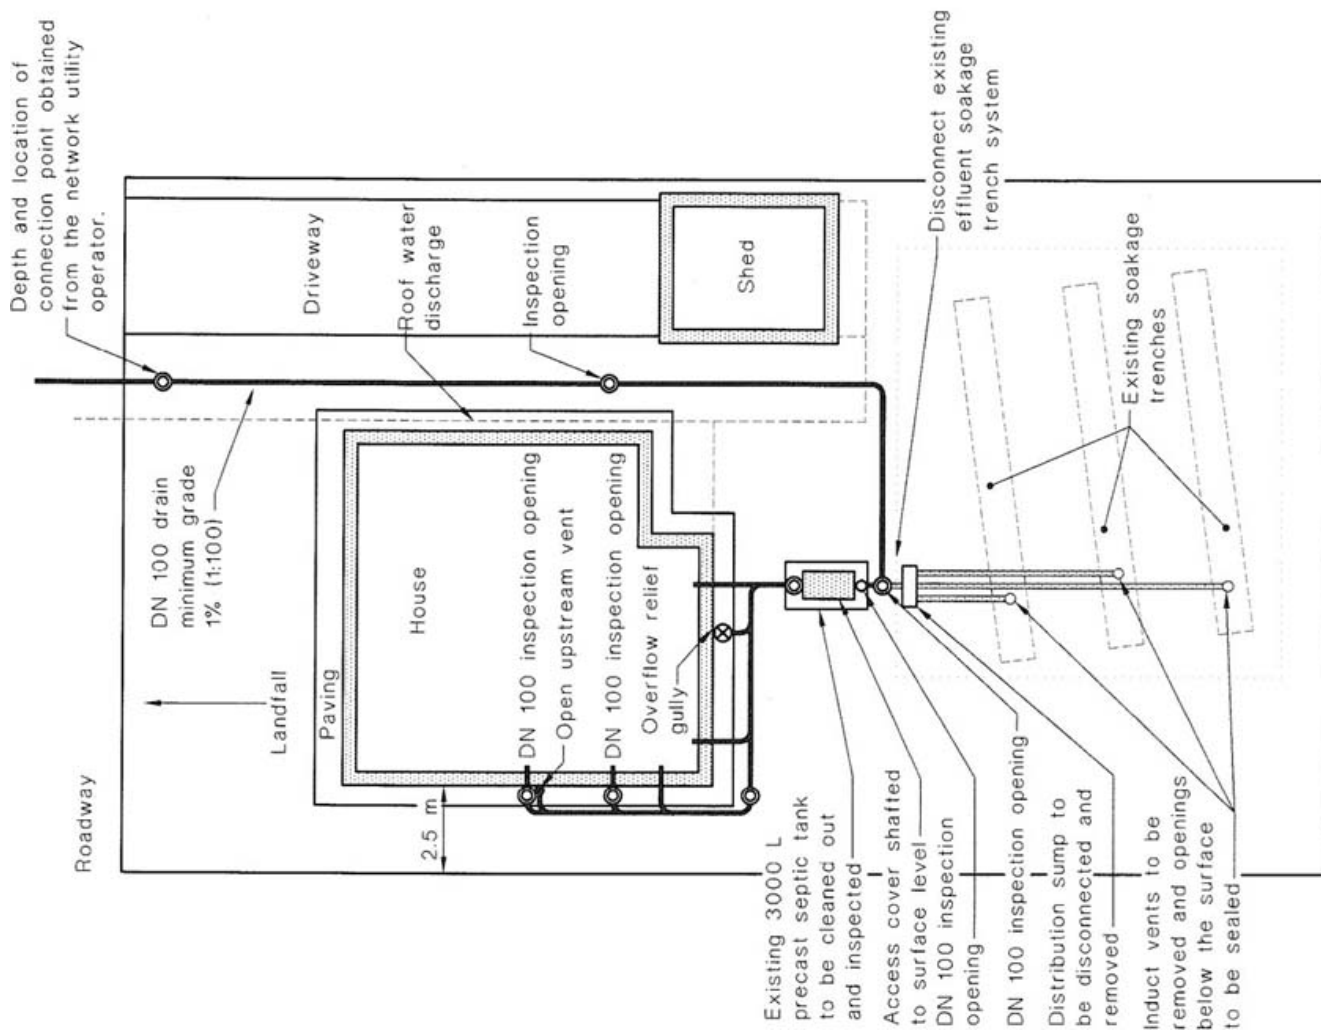 Roadway
Depth and location of
connection point obtained
from the network utility
operator.
DN 100 drain
minimum grade
1% (1:100)
Landfall
Driveway
Roof water
discharge
Inspection
opening
Shed
Paving
House
2.5 m
DN 100 inspection opening
Open upstream vent
DN 100 inspection opening
Overflow relief
gully
Disconnect existing
effluent soakage
trench system
Existing soakage
trenches
Existing 3000 L
precast septic tank
to be cleaned out
and inspected
Access cover shafted
to surface level
DN 100 inspection
opening
DN 100 inspection opening
Distribution sump to
be disconnected and
removed
Induct vents to be
removed and openings
below the surface
to be sealed